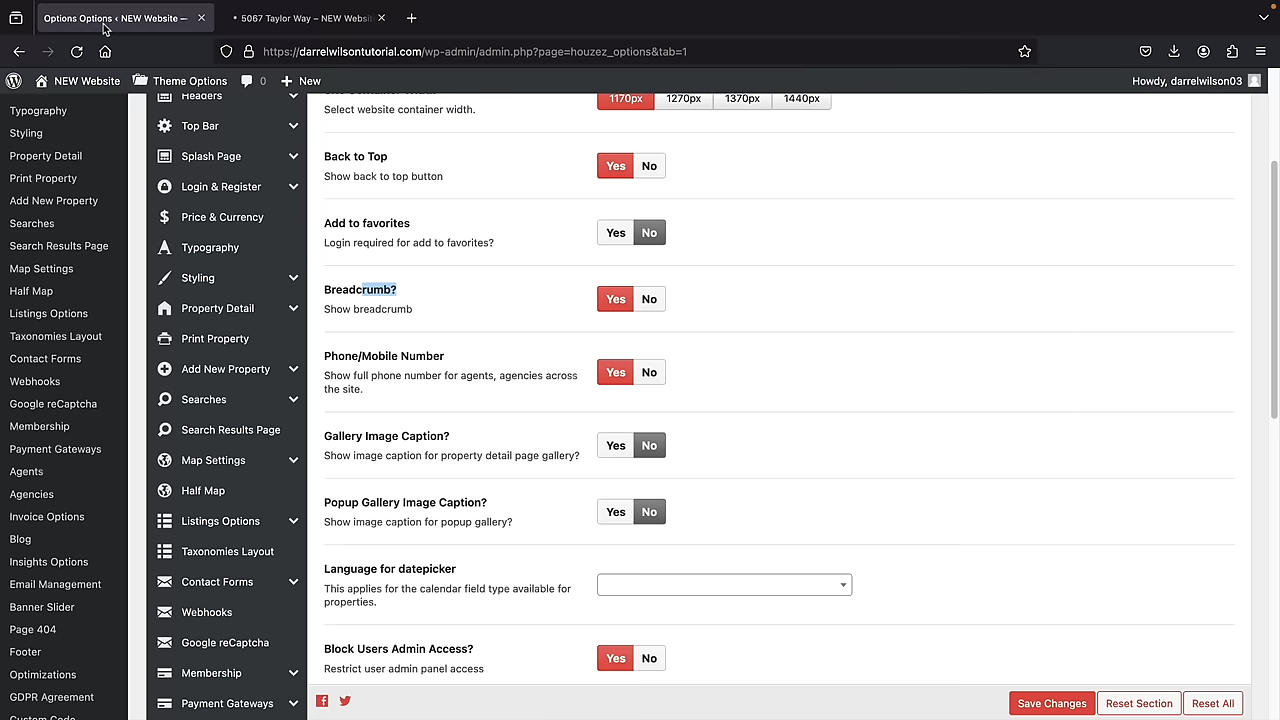 Options Options ‹ NEW Website —
5067 Taylor Way – NEW Websit
https://darrelwilsontutorial.com/wp-admin/admin.php?page=houzez_options&tab=1
NEW Website
Theme Options
0
New
Howdy, darrelwilson03
Typography
Styling
Property Detail
Print Property
Add New Property
Searches
Search Results Page
Map Settings
Half Map
Listings Options
Taxonomies Layout
Contact Forms
Webhooks
Google reCaptcha
Membership
Payment Gateways
Agents
Agencies
Invoice Options
Blog
Insights Options
Email Management
Banner Slider
Page 404
Footer
Optimizations
GDPR Agreement
Custom Code
Headers
Top Bar
Splash Page
Login & Register
Price & Currency
Typography
Styling
Property Detail
Print Property
Add New Property
Searches
Search Results Page
Map Settings
Half Map
Listings Options
Taxonomies Layout
Contact Forms
Webhooks
Google reCaptcha
Membership
Payment Gateways
Select website container width.
1170px 1270px 1370px 1440px
Back to Top
Show back to top button
Yes No
Add to favorites
Login required for add to favorites?
Yes No
Breadcrumb?
Show breadcrumb
Yes No
Phone/Mobile Number
Show full phone number for agents, agencies across
the site.
Yes No
Gallery Image Caption?
Show image caption for property detail page gallery?
Yes No
Popup Gallery Image Caption?
Show image caption for popup gallery?
Yes No
Language for datepicker
This applies for the calendar field type available for
properties.
Block Users Admin Access?
Restrict user admin panel access
Yes No
Save Changes Reset Section Reset All